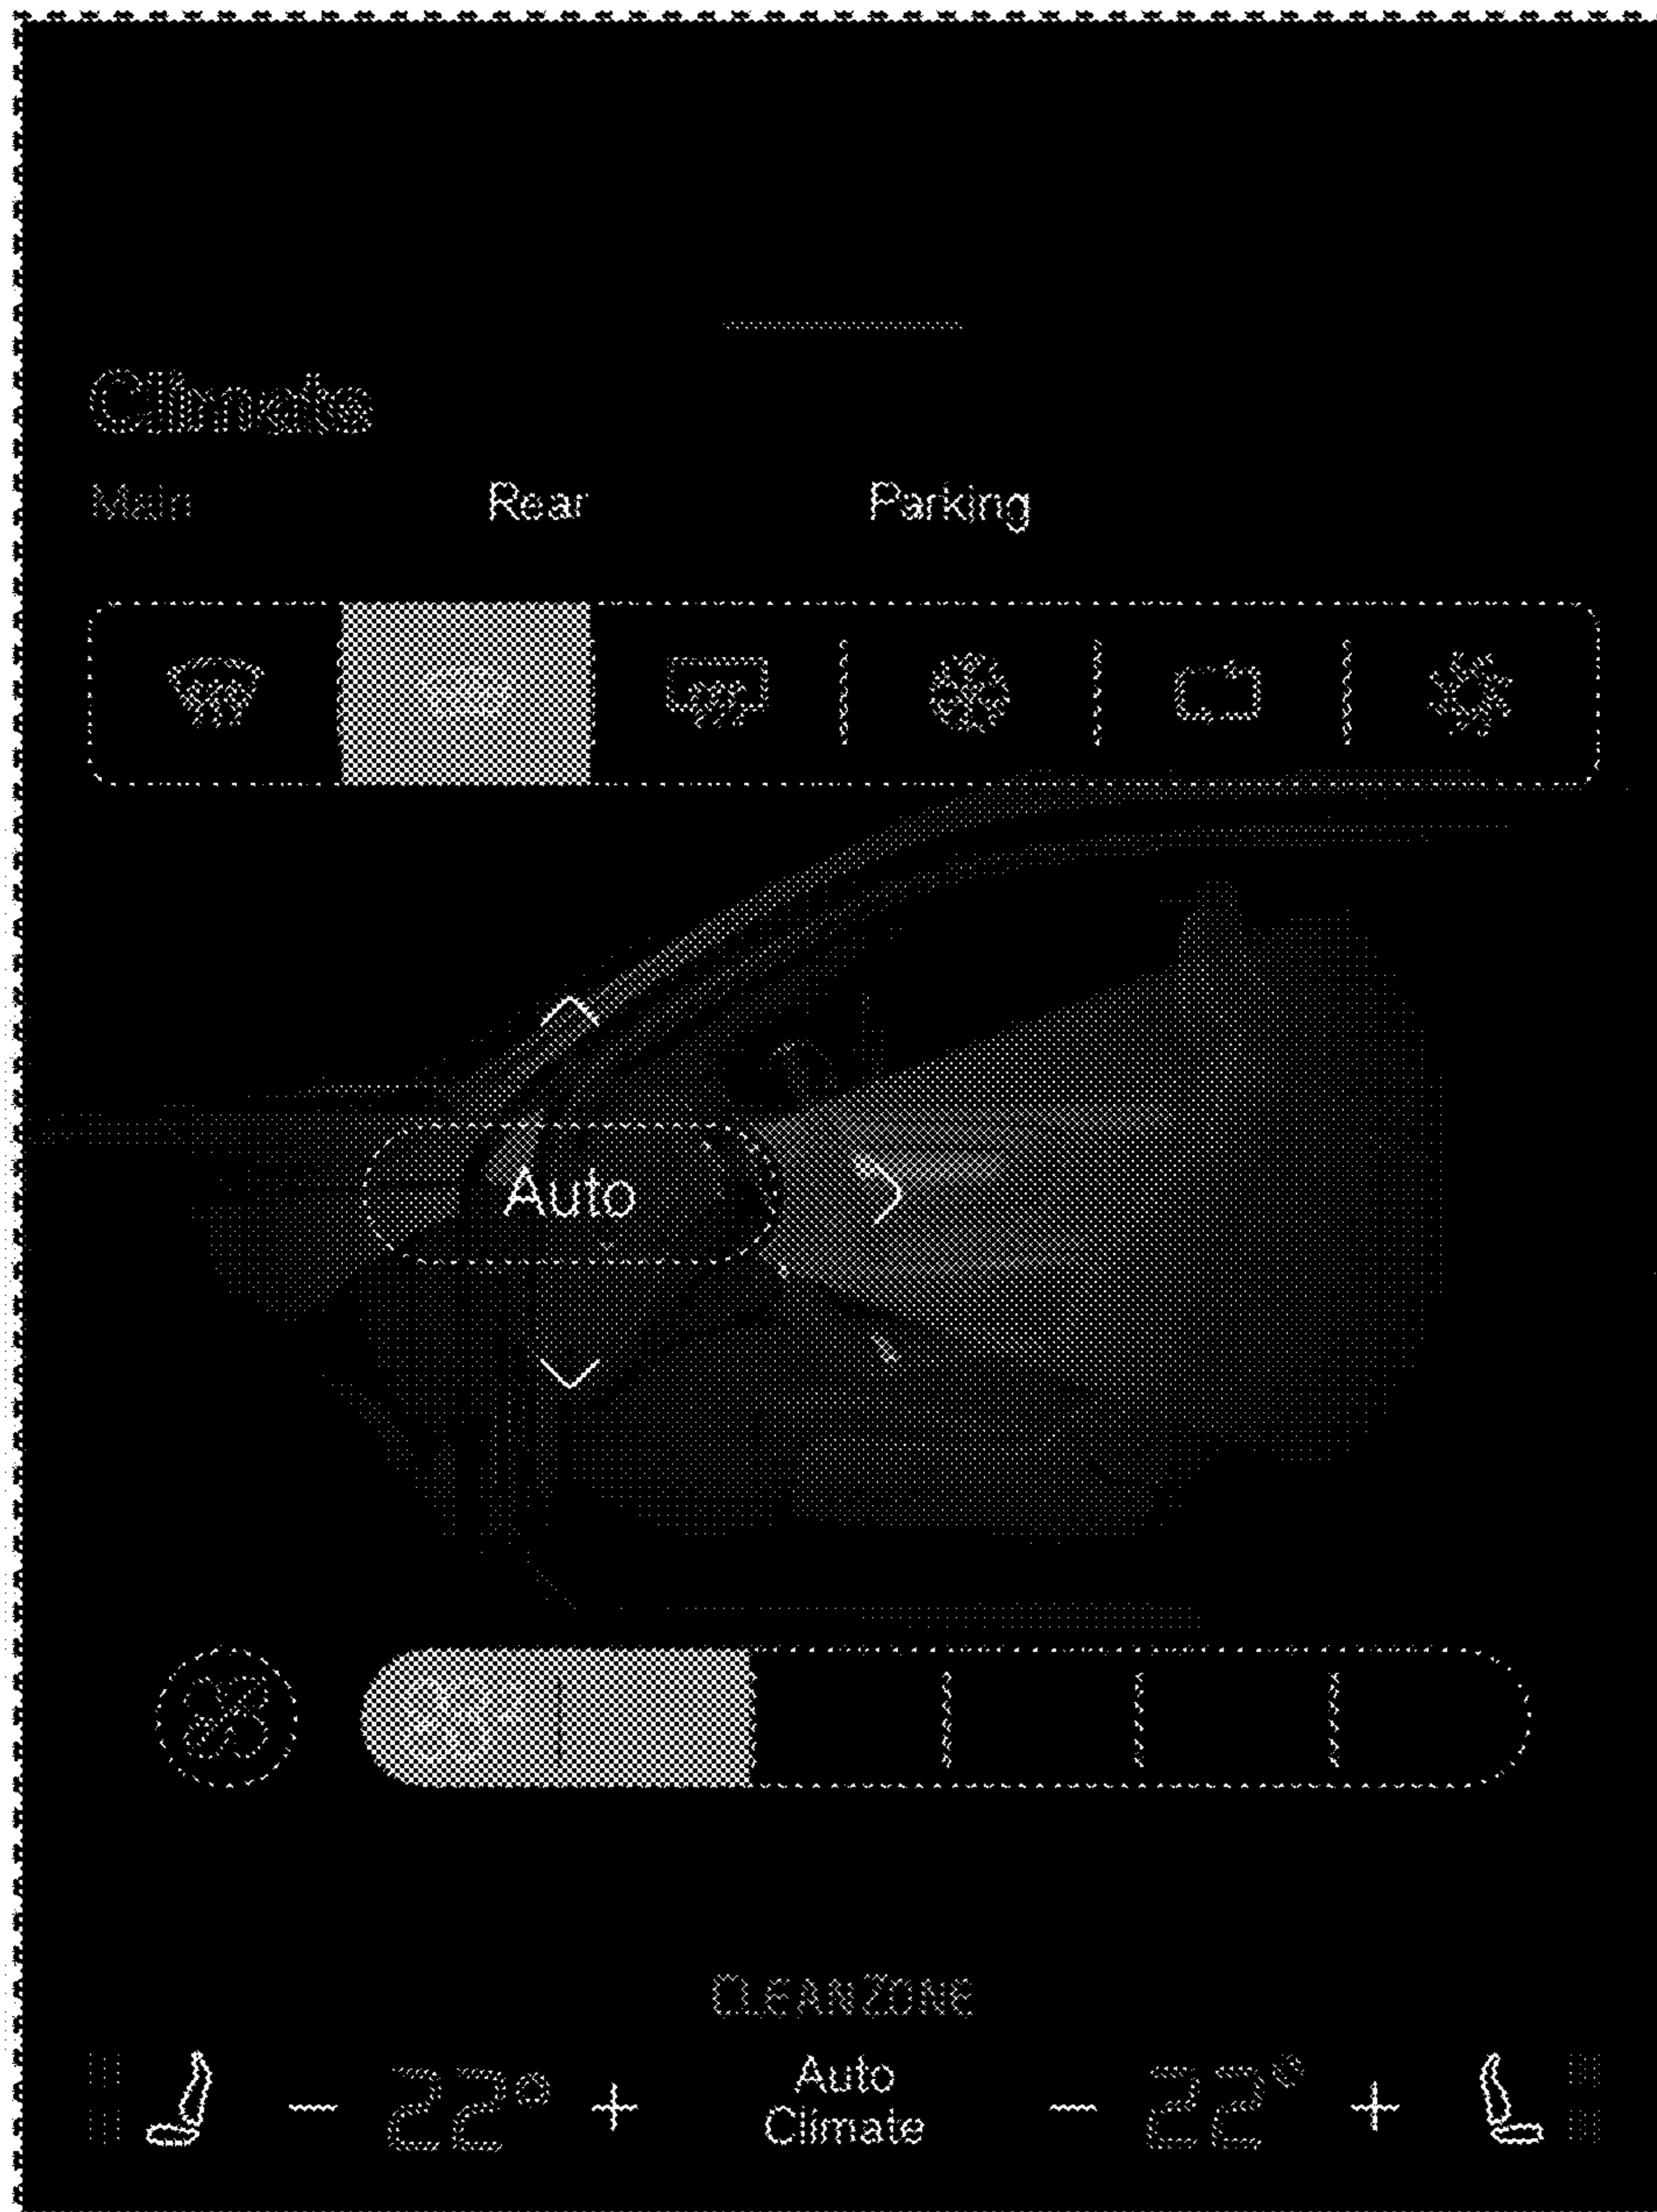 Climate
Main Rear Parking
Auto
CLEANZONE
22° Auto 22°
Climate